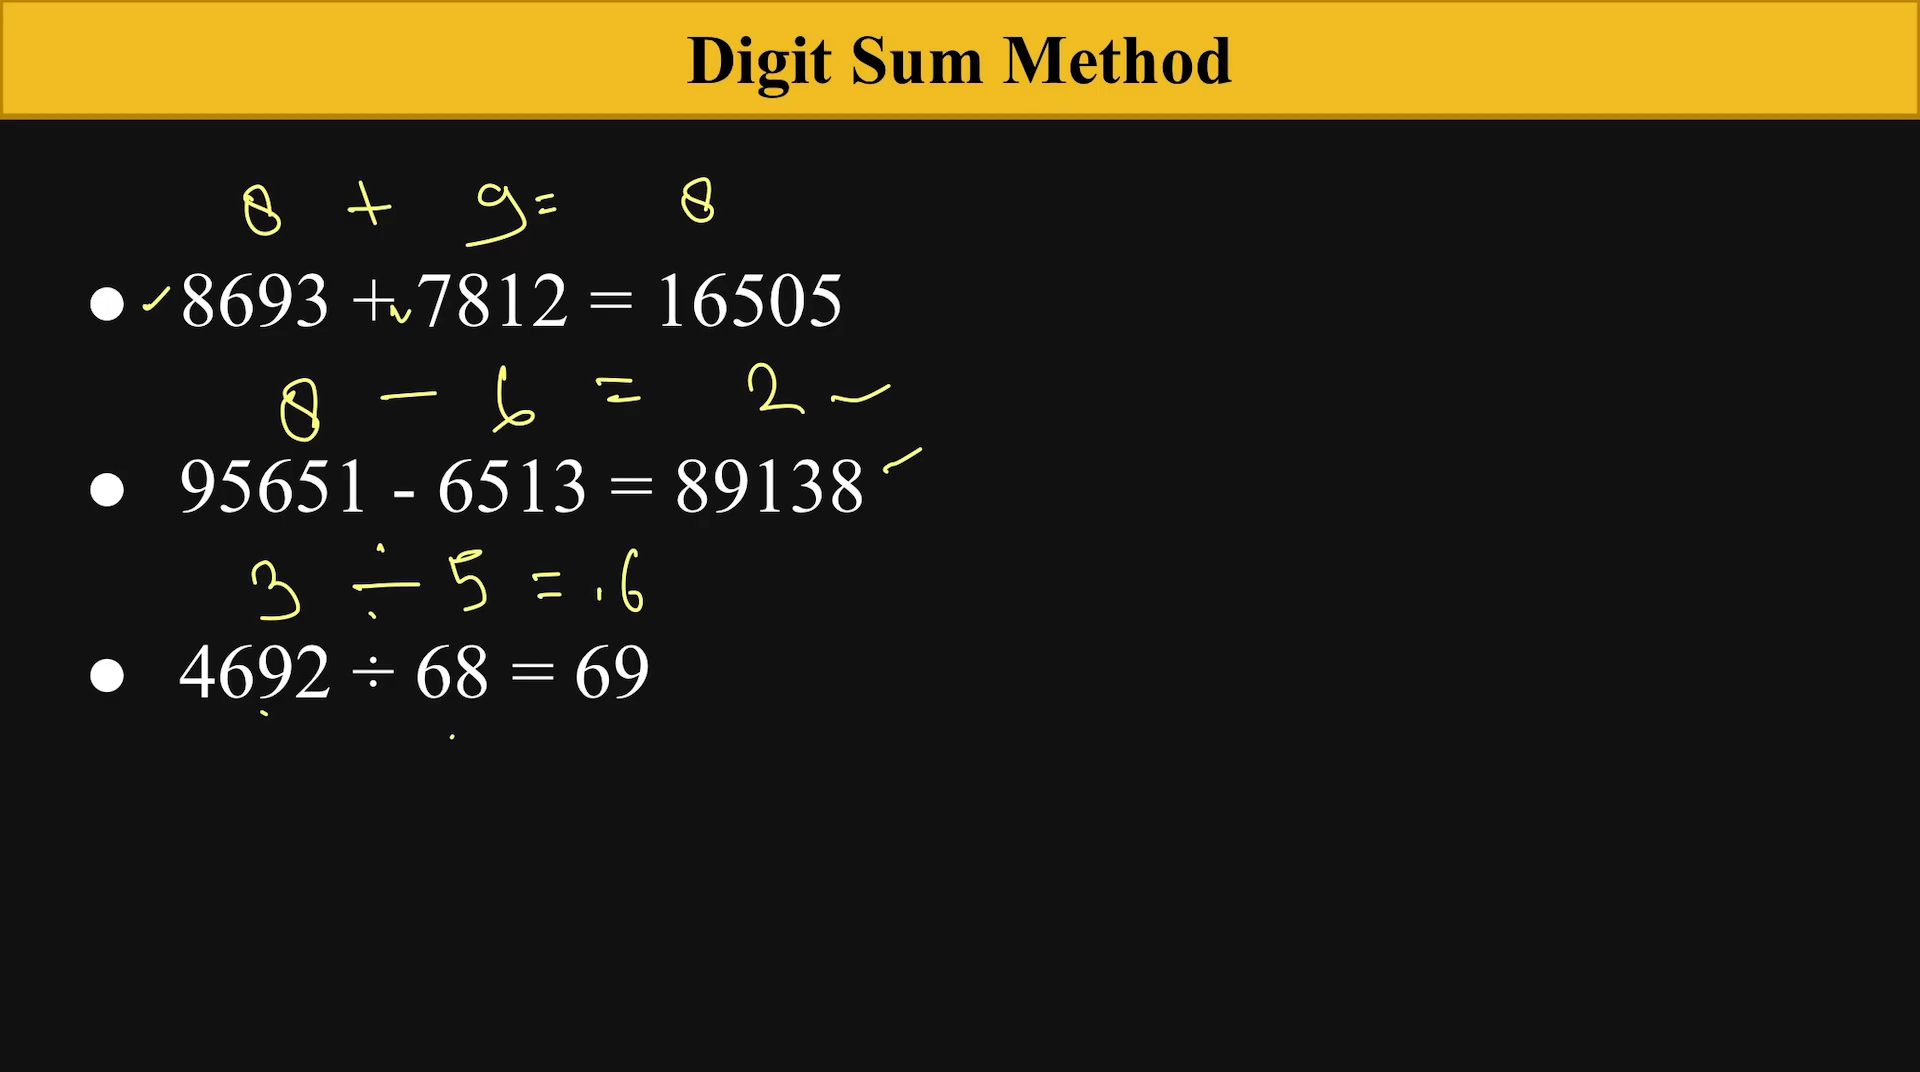 Digit Sum Method
8 + 9 = 8
● 8693 + 7812 = 16505
8 - 6 = 2
● 95651 - 6513 = 89138
3 ÷ 5 = .6
● 4692 ÷ 68 = 69